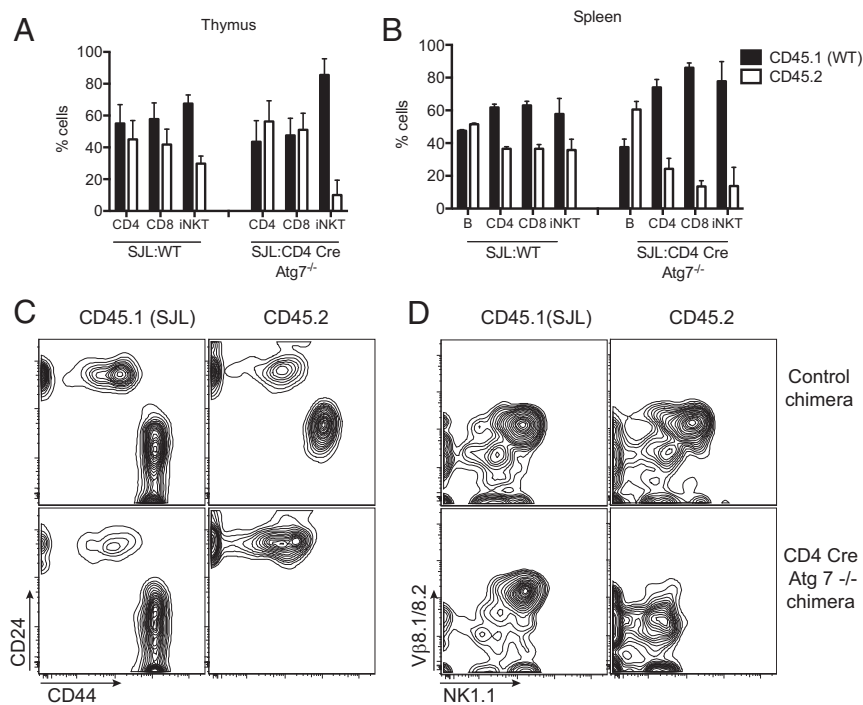 A
Thymus
% cells
100
80
60
40
20
0
CD4 CD8 iNKT CD4 CD8 iNKT
SJL:WT SJL:CD4 Cre
Atg7-/-
B
Spleen
% cells
100
80
60
40
20
0
B CD4 CD8 iNKT B CD4 CD8 iNKT
SJL:WT SJL:CD4 Cre
Atg7-/-
CD45.1 (WT)
CD45.2
C
CD45.1 (SJL) CD45.2
CD24
CD44
D
CD45.1(SJL) CD45.2
Control
chimera
CD4 Cre
Atg 7 -/-
chimera
Vβ8.1/8.2
NK1.1